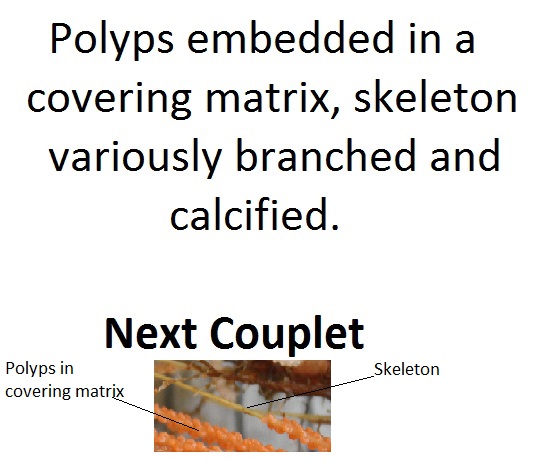 Polyps embedded in a
covering matrix, skeleton
variously branched and
calcified.
Next Couplet
Polyps in
covering matrix
Skeleton